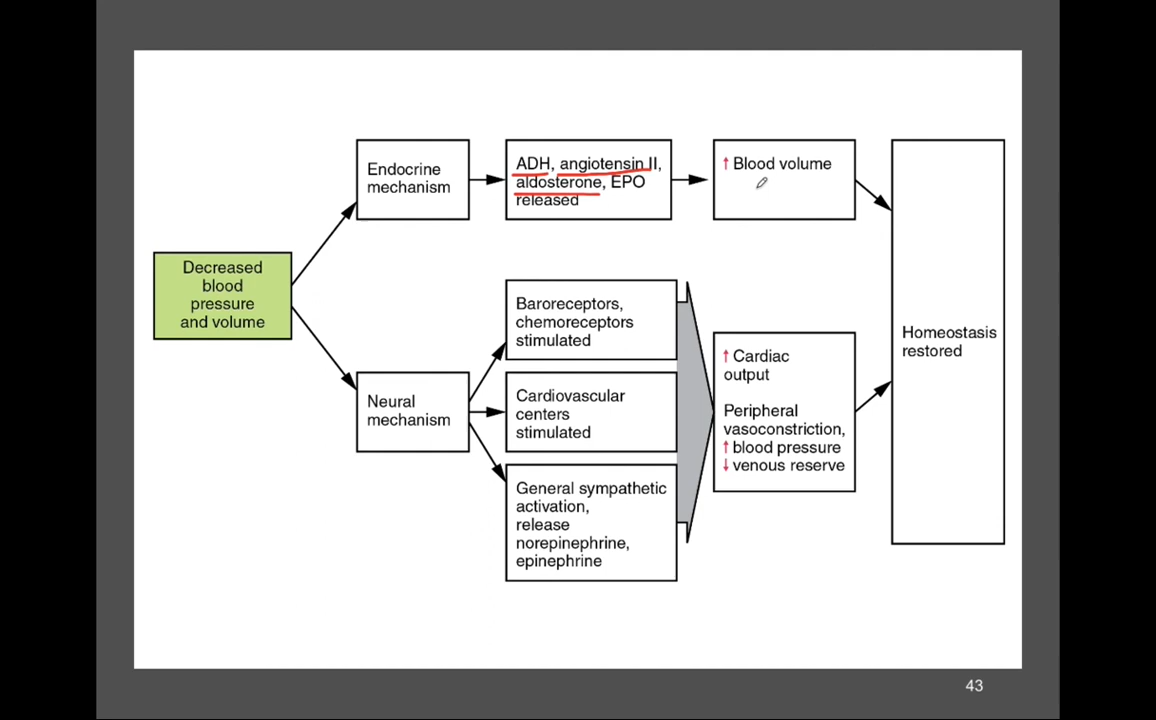 Endocrine
mechanism
ADH, angiotensin II,
aldosterone, EPO
released
↑ Blood volume
Decreased
blood
pressure
and volume
Baroreceptors,
chemoreceptors
stimulated
Homeostasis
restored
Neural
mechanism
Cardiovascular
centers
stimulated
↑ Cardiac
output
Peripheral
vasoconstriction,
↑ blood pressure
↓ venous reserve
General sympathetic
activation,
release
norepinephrine,
epinephrine
43